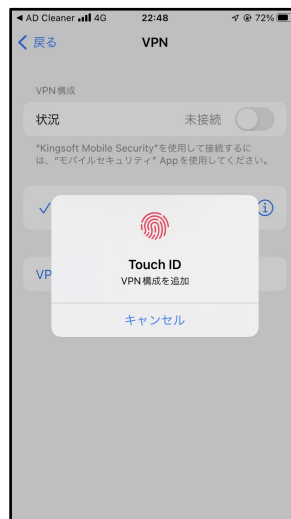 ◀ AD Cleaner 4G 22:48 72%
戻る VPN
VPN構成
状況 未接続
"Kingsoft Mobile Security"を使用して接続するに
は、"モバイルセキュリティ" Appを使用してください。
Touch ID
VPN構成を追加
VP
キャンセル